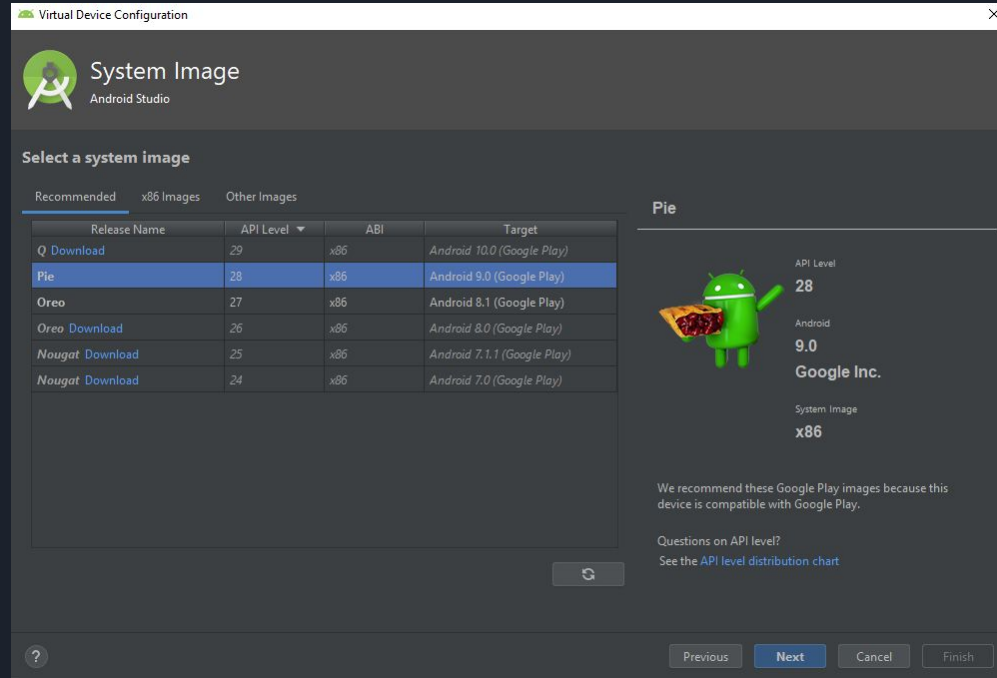 Virtual Device Configuration
System Image
Android Studio
Select a system image
Recommended x86 Images Other Images
Release Name API Level ABI Target
Q Download 29 x86 Android 10.0 (Google Play)
Pie 28 x86 Android 9.0 (Google Play)
Oreo 27 x86 Android 8.1 (Google Play)
Oreo Download 26 x86 Android 8.0 (Google Play)
Nougat Download 25 x86 Android 7.1.1 (Google Play)
Nougat Download 24 x86 Android 7.0 (Google Play)
Pie
API Level
28
Android
9.0
Google Inc.
System Image
x86
We recommend these Google Play images because this
device is compatible with Google Play.
Questions on API level?
See the API level distribution chart
? Previous Next Cancel Finish